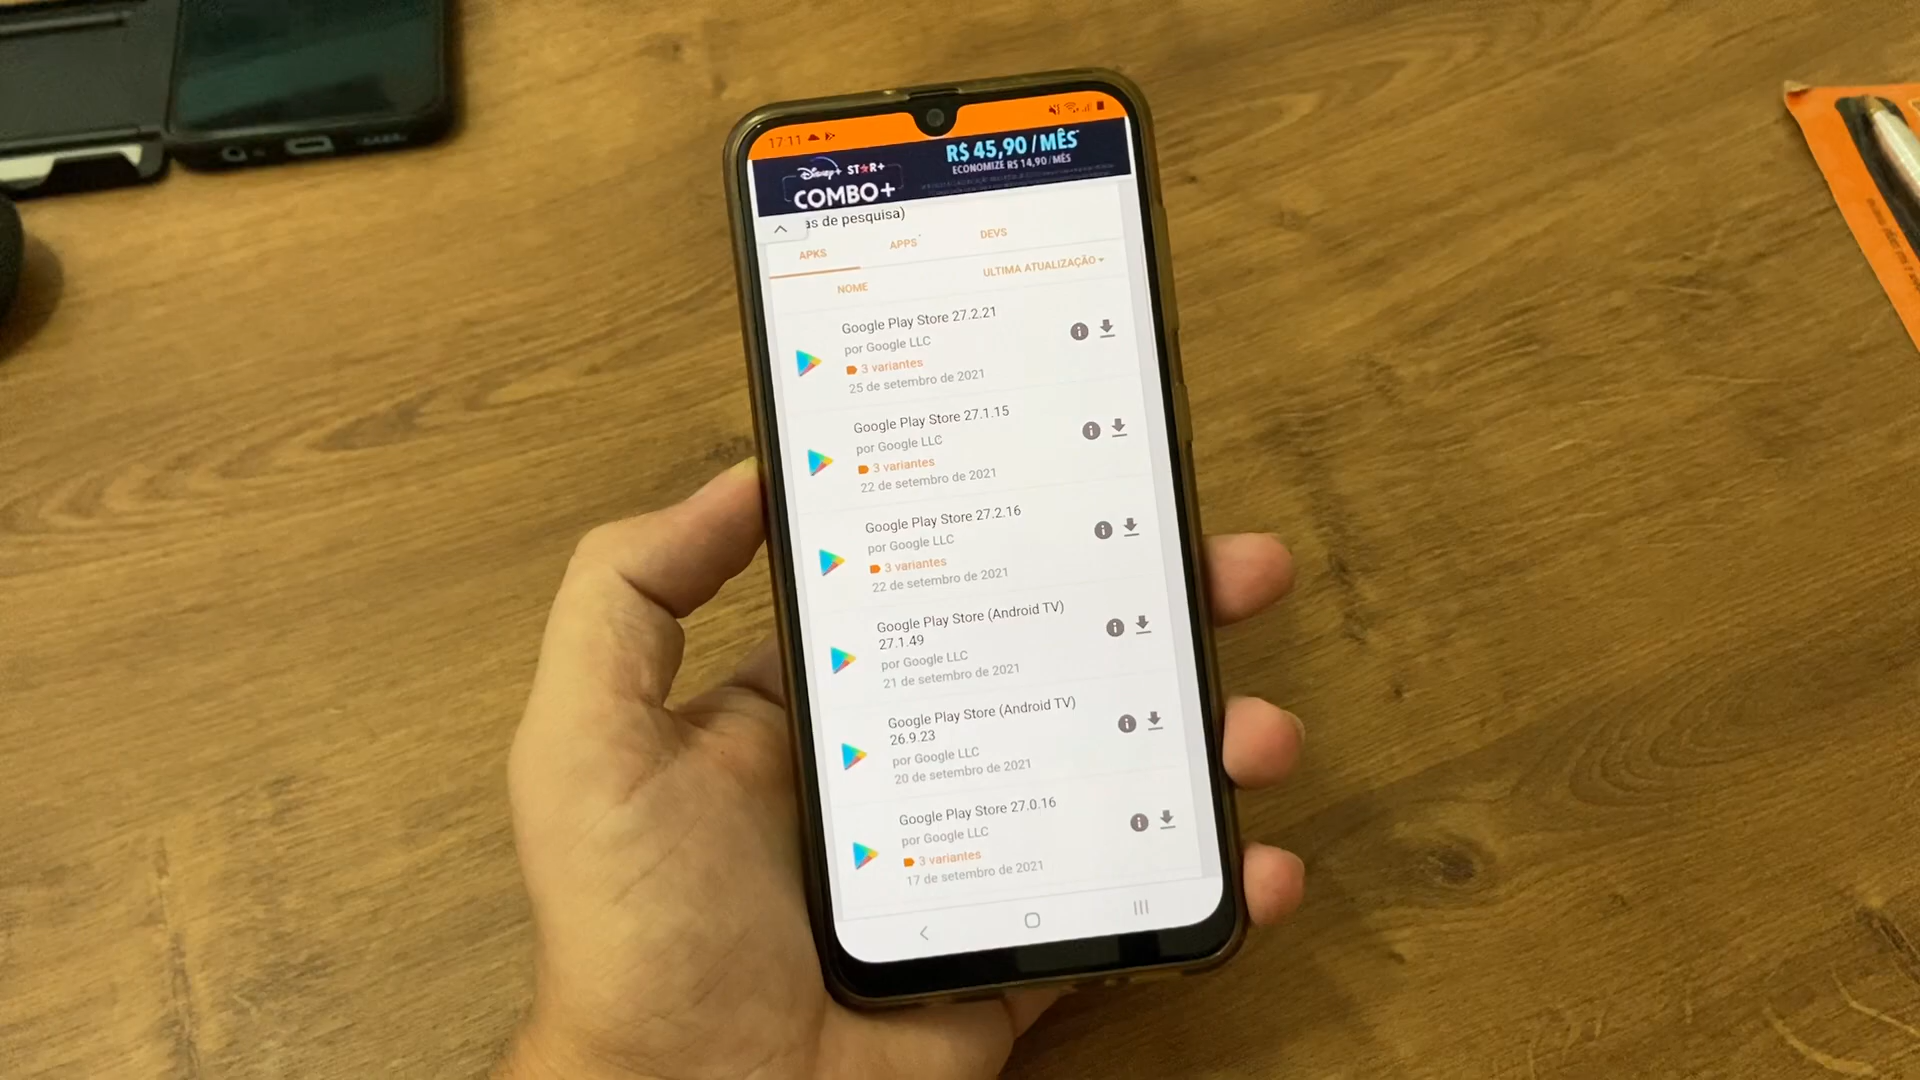 17:11
Disney+ STAR+
COMBO+
R$ 45,90 / MÊS*
ECONOMIZE R$ 14,90/MÊS
as de pesquisa)
APKS
APPS
DEVS
NOME
ULTIMA ATUALIZAÇÃO
Google Play Store 27.2.21
por Google LLC
3 variantes
25 de setembro de 2021
Google Play Store 27.1.15
por Google LLC
3 variantes
22 de setembro de 2021
Google Play Store 27.2.16
por Google LLC
3 variantes
22 de setembro de 2021
Google Play Store (Android TV)
27.1.49
por Google LLC
21 de setembro de 2021
Google Play Store (Android TV)
26.9.23
por Google LLC
20 de setembro de 2021
Google Play Store 27.0.16
por Google LLC
3 variantes
17 de setembro de 2021